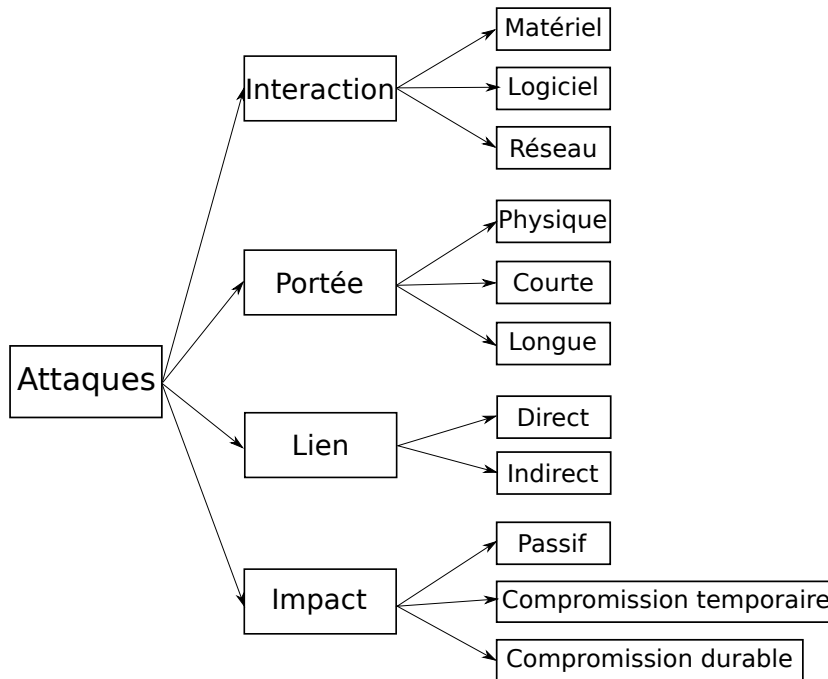 Attaques
Interaction
Matériel
Logiciel
Réseau
Portée
Physique
Courte
Longue
Lien
Direct
Indirect
Impact
Passif
Compromission temporaire
Compromission durable